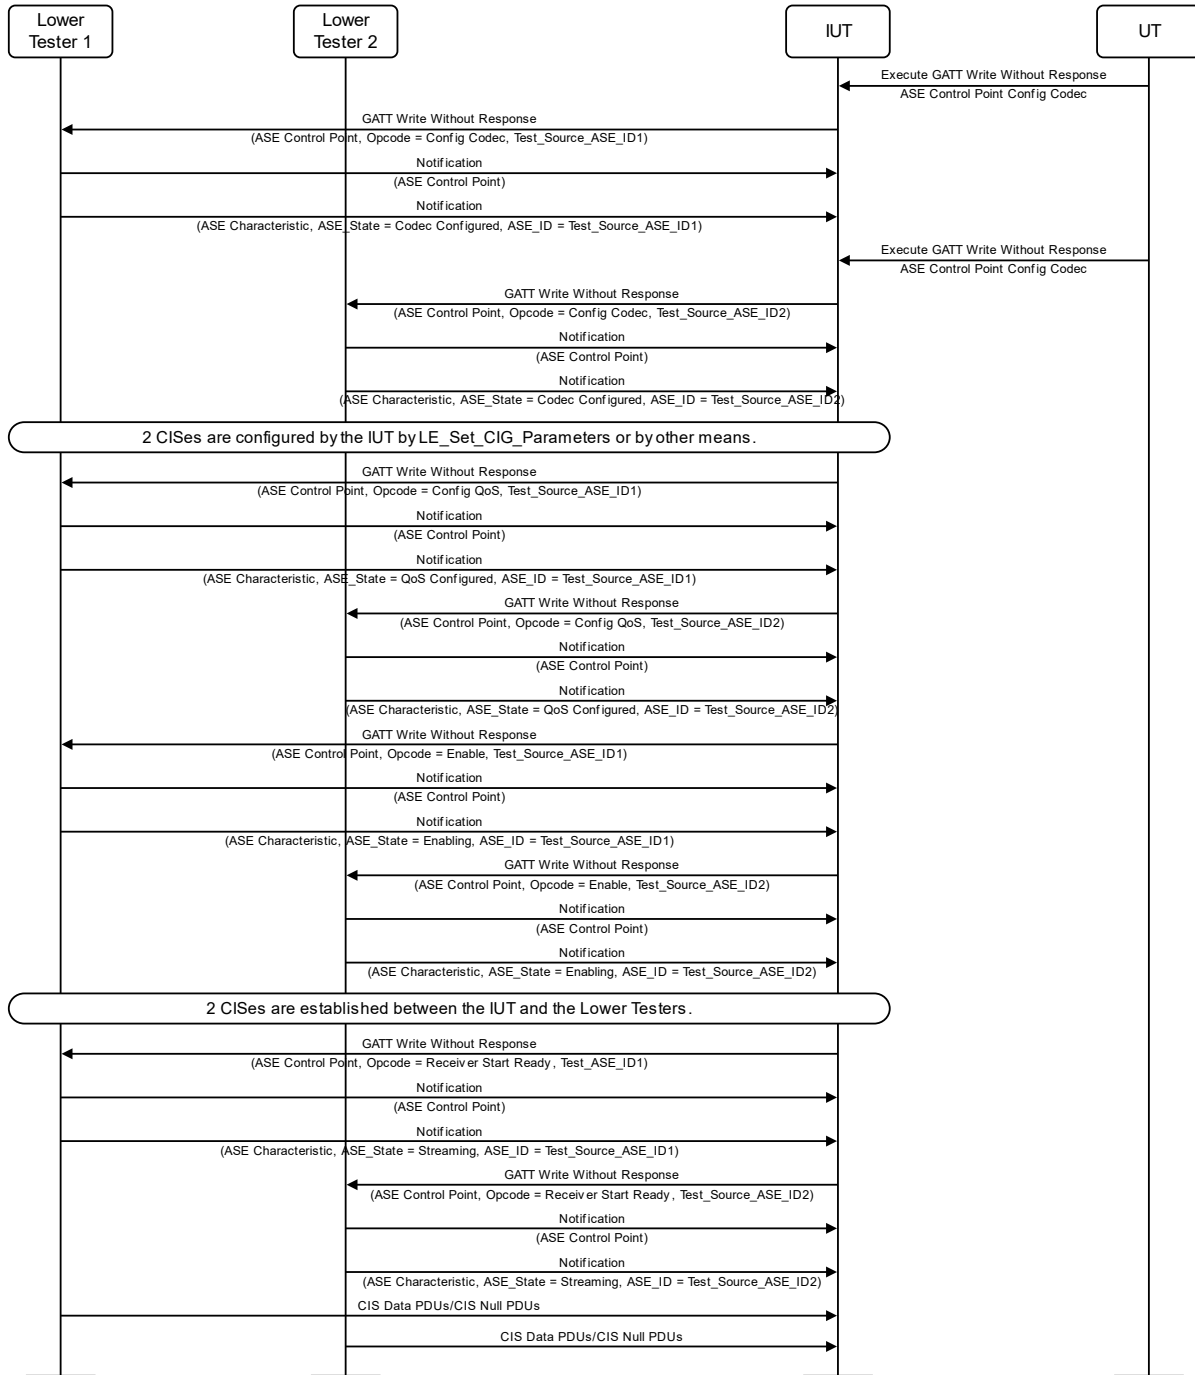 Lower
Tester 1
Lower
Tester 2
IUT
UT
Execute GATT Write Without Response
ASE Control Point Config Codec
GATT Write Without Response
(ASE Control Point, Opcode = Config Codec, Test_Source_ASE_ID1)
Notification
(ASE Control Point)
Notification
(ASE Characteristic, ASE_State = Codec Configured, ASE_ID = Test_Source_ASE_ID1)
Execute GATT Write Without Response
ASE Control Point Config Codec
GATT Write Without Response
(ASE Control Point, Opcode = Config Codec, Test_Source_ASE_ID2)
Notification
(ASE Control Point)
Notification
(ASE Characteristic, ASE_State = Codec Configured, ASE_ID = Test_Source_ASE_ID2)
2 CISes are configured by the IUT by LE_Set_CIG_Parameters or by other means.
GATT Write Without Response
(ASE Control Point, Opcode = Config QoS, Test_Source_ASE_ID1)
Notification
(ASE Control Point)
Notification
(ASE Characteristic, ASE_State = QoS Configured, ASE_ID = Test_Source_ASE_ID1)
GATT Write Without Response
(ASE Control Point, Opcode = Config QoS, Test_Source_ASE_ID2)
Notification
(ASE Control Point)
Notification
(ASE Characteristic, ASE_State = QoS Configured, ASE_ID = Test_Source_ASE_ID2)
GATT Write Without Response
(ASE Control Point, Opcode = Enable, Test_Source_ASE_ID1)
Notification
(ASE Control Point)
Notification
(ASE Characteristic, ASE_State = Enabling, ASE_ID = Test_Source_ASE_ID1)
GATT Write Without Response
(ASE Control Point, Opcode = Enable, Test_Source_ASE_ID2)
Notification
(ASE Control Point)
Notification
(ASE Characteristic, ASE_State = Enabling, ASE_ID = Test_Source_ASE_ID2)
2 CISes are established between the IUT and the Lower Testers.
GATT Write Without Response
(ASE Control Point, Opcode = Receiver Start Ready, Test_ASE_ID1)
Notification
(ASE Control Point)
Notification
(ASE Characteristic, ASE_State = Streaming, ASE_ID = Test_Source_ASE_ID1)
GATT Write Without Response
(ASE Control Point, Opcode = Receiver Start Ready, Test_Source_ASE_ID2)
Notification
(ASE Control Point)
Notification
(ASE Characteristic, ASE_State = Streaming, ASE_ID = Test_Source_ASE_ID2)
CIS Data PDUs/CIS Null PDUs
CIS Data PDUs/CIS Null PDUs